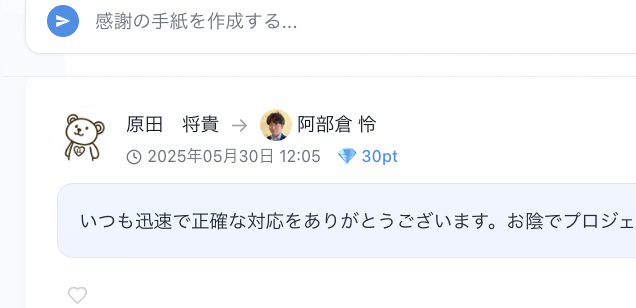 感謝の手紙を作成する...
原田　将貴 → 阿部倉 怜
2025年05月30日 12:05 30pt
いつも迅速で正確な対応をありがとうございます。お陰でプロジェ